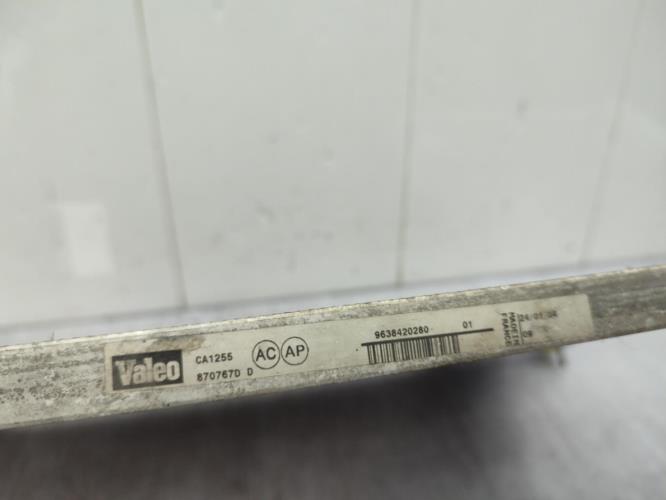 Valeo
CA1255
870767D D
AC AP
9638420280 01
MADE IN
FRANCE
24 01 04
09